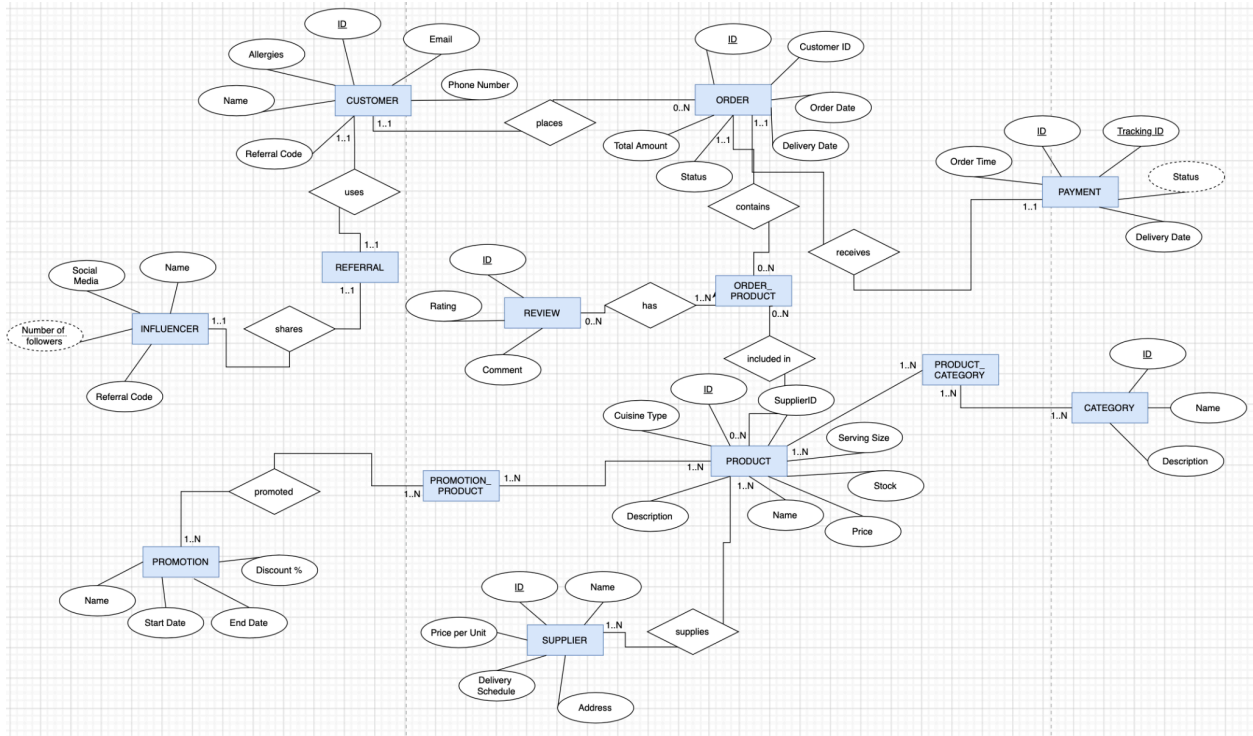 ID
Email
Allergies
Phone Number
Name
CUSTOMER
1..1
Referral Code
1..1
places
0..N
ID
Customer ID
ORDER
Order Date
1..1
Total Amount
1..1
Delivery Date
Status
ID
Tracking ID
Order Time
Status
PAYMENT
1..1
Delivery Date
uses
contains
receives
1..1
REFERRAL
1..1
Social
Media
Name
INFLUENCER
1..1
Number of
followers
Referral Code
shares
ID
Rating
REVIEW
0..N
Comment
has
1..N
0..N
ORDER_
PRODUCT
0..N
included in
PRODUCT_
CATEGORY
1..N
1..N
ID
CATEGORY
1..N
Name
Description
ID
SupplierID
Cuisine Type
0..N
Serving Size
PRODUCT
1..N
1..N
Stock
1..N
Description
Name
Price
promoted
PROMOTION_
PRODUCT
1..N
1..N
1..N
PROMOTION
Discount %
Name
Start Date
End Date
ID
Name
Price per Unit
SUPPLIER
1..N
supplies
Delivery
Schedule
Address